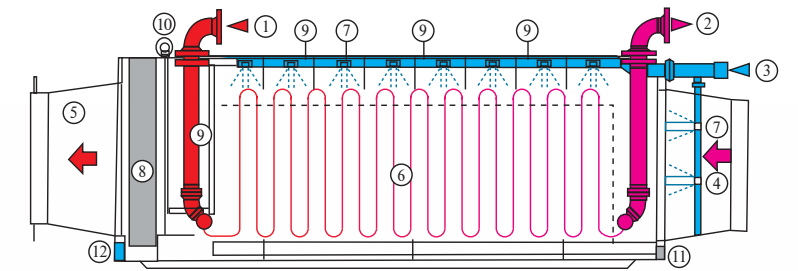 ① ②
⑩ ⑨ ⑦ ⑨ ⑨
③
⑤ ⑨ ⑦
⑧ ⑥ ④
⑫ ⑪